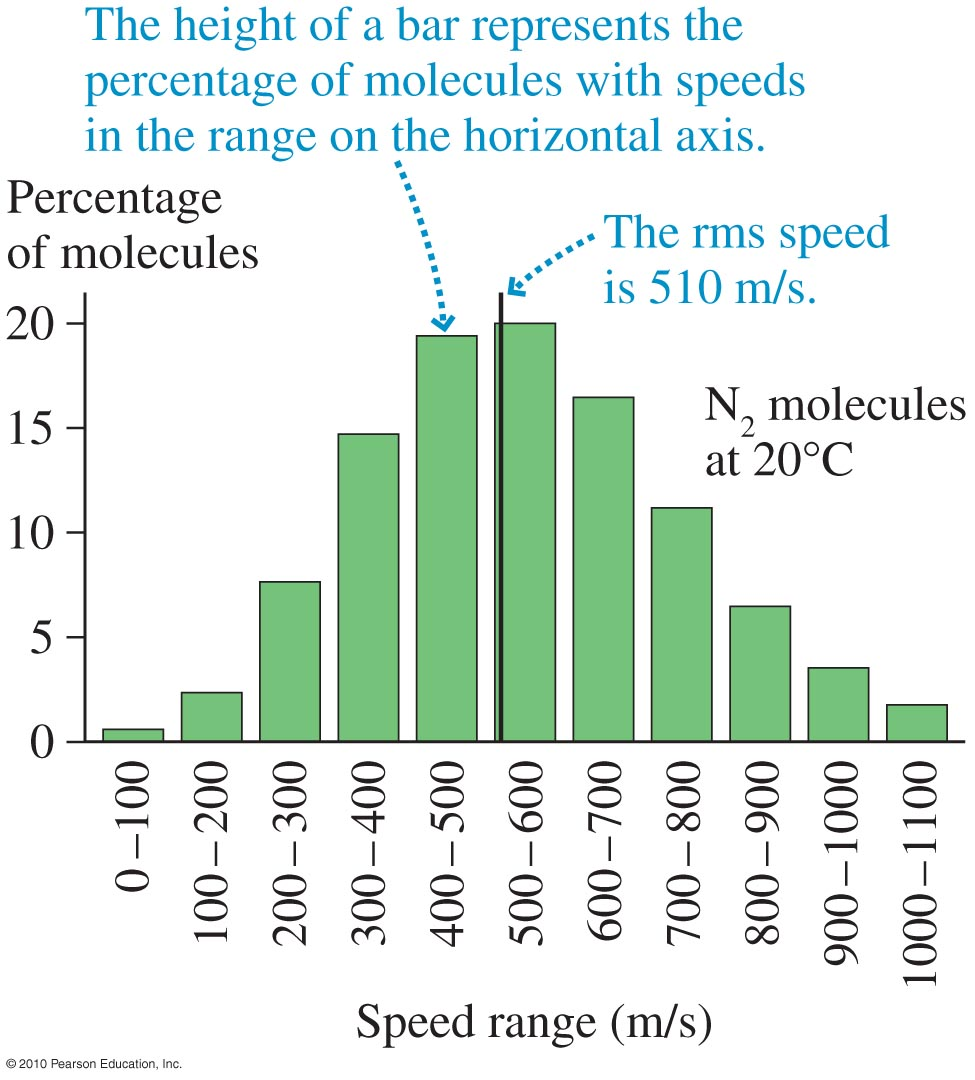 The height of a bar represents the
percentage of molecules with speeds
in the range on the horizontal axis.
Percentage
of molecules
The rms speed
is 510 m/s.
N₂ molecules
at 20°C
20
15
10
5
0
0–100
100–200
200–300
300–400
400–500
500–600
600–700
700–800
800–900
900–1000
1000–1100
Speed range (m/s)
© 2010 Pearson Education, Inc.